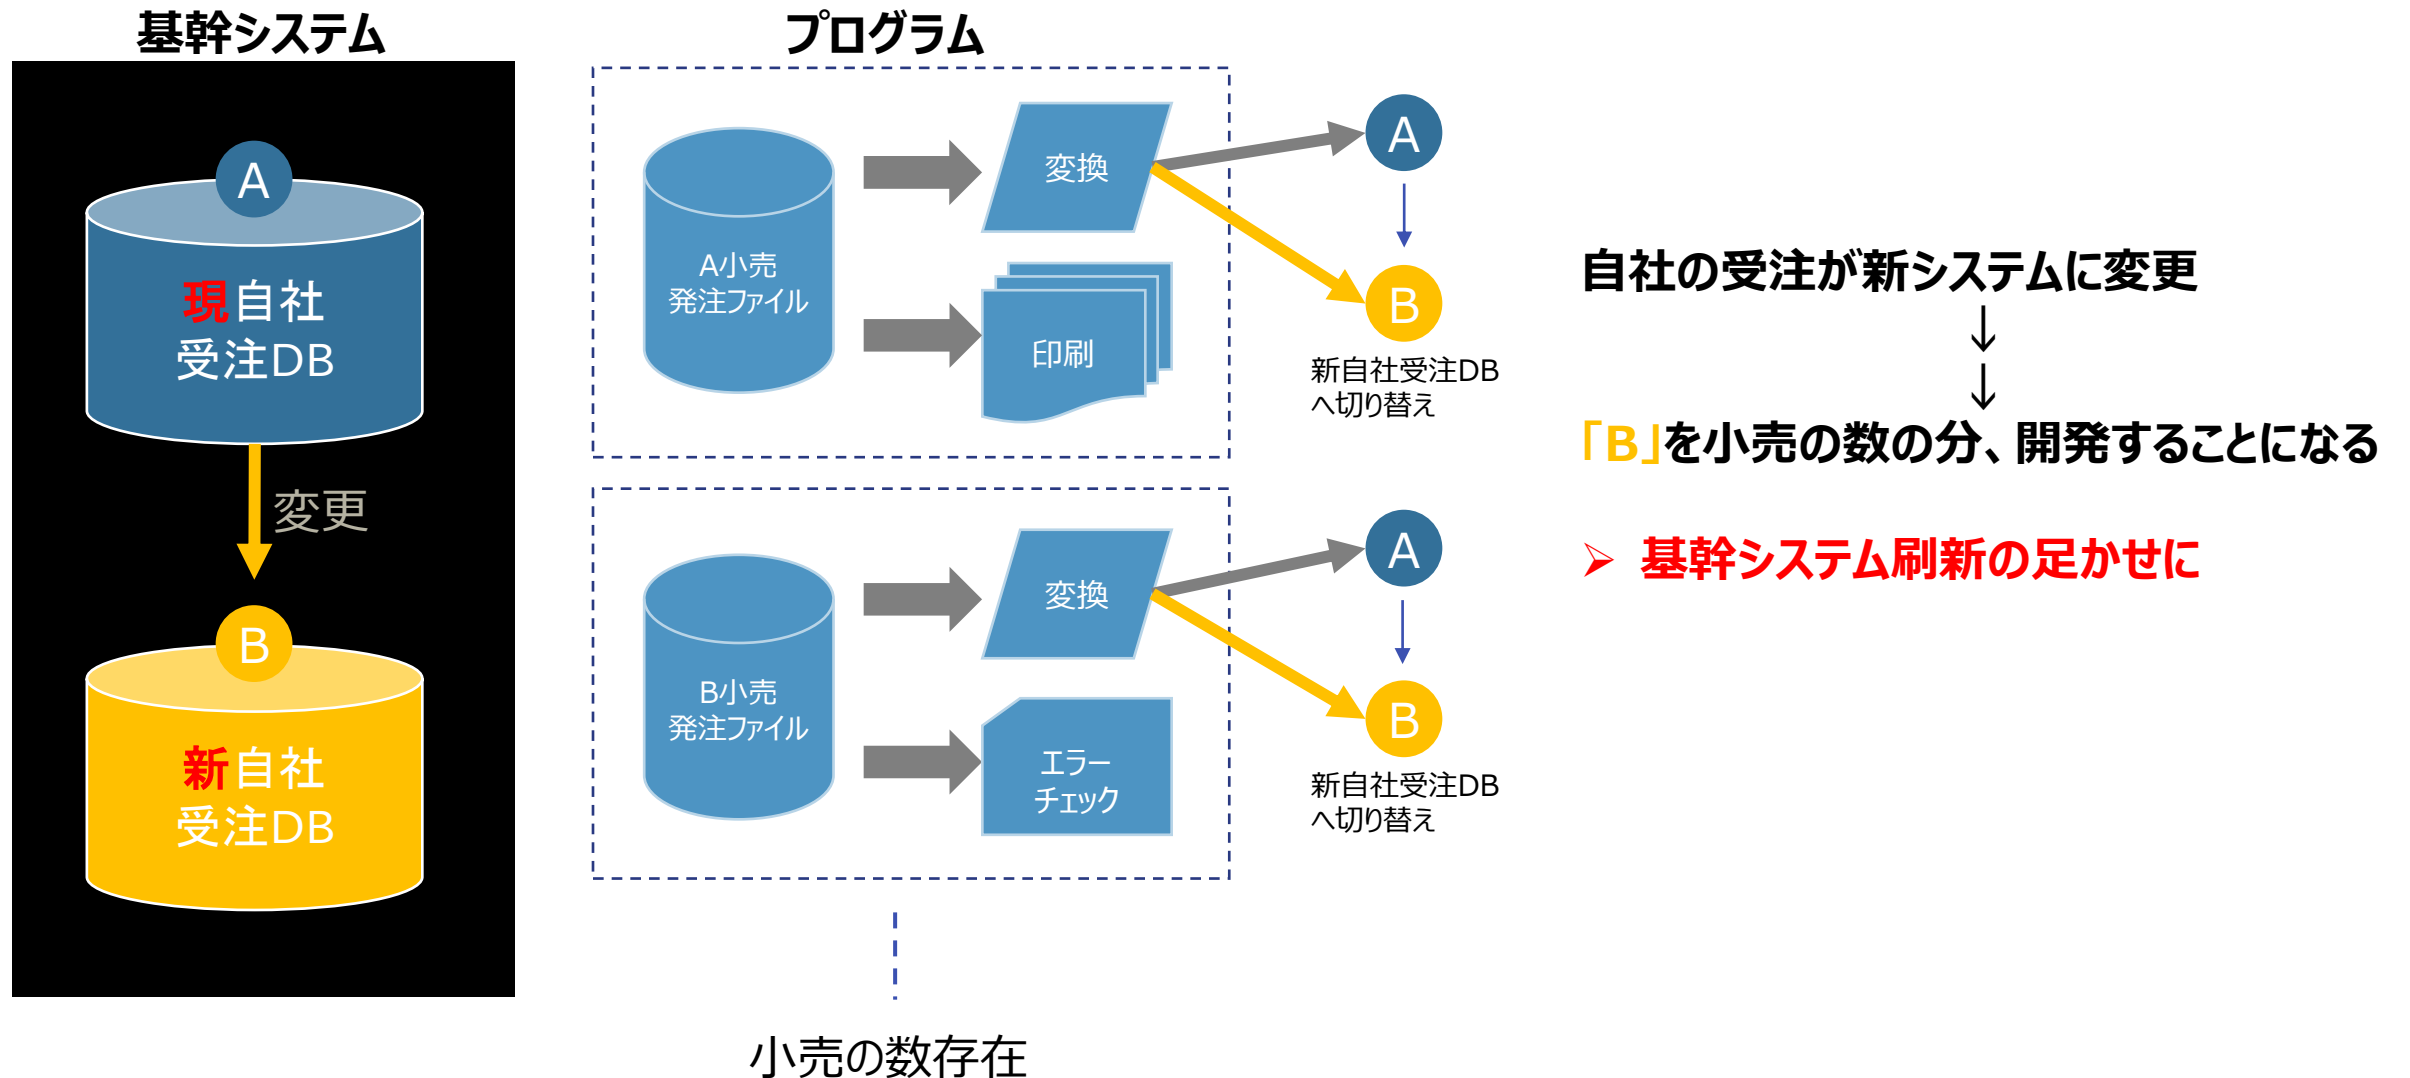 基幹システム
A
現自社
受注DB
変更
B
新自社
受注DB
プログラム
A小売
発注ファイル
変換
印刷
A
B
新自社受注DB
へ切り替え
B小売
発注ファイル
変換
エラー
チェック
A
B
新自社受注DB
へ切り替え
小売の数存在
自社の受注が新システムに変更
↓
↓
「B」を小売の数の分、開発することになる
➢ 基幹システム刷新の足かせに